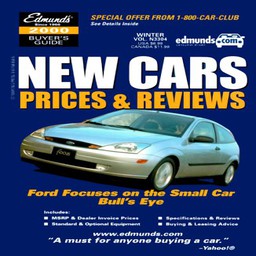 Edmunds
Since 1966
2000
BUYER'S
GUIDE
SPECIAL OFFER FROM 1-800-CAR-CLUB
See Details Inside
WINTER
VOL. N3304
edmunds.com
NEW CARS
PRICES & REVIEWS
Ford Focuses on the Small Car
Bull's Eye
Includes:
• MSRP & Dealer Invoice Prices
• Standard & Optional Equipment
• Specifications & Reviews
• Buying & Leasing Advice
www.edmunds.com
"A must for anyone buying a car."
–Yahoo!®